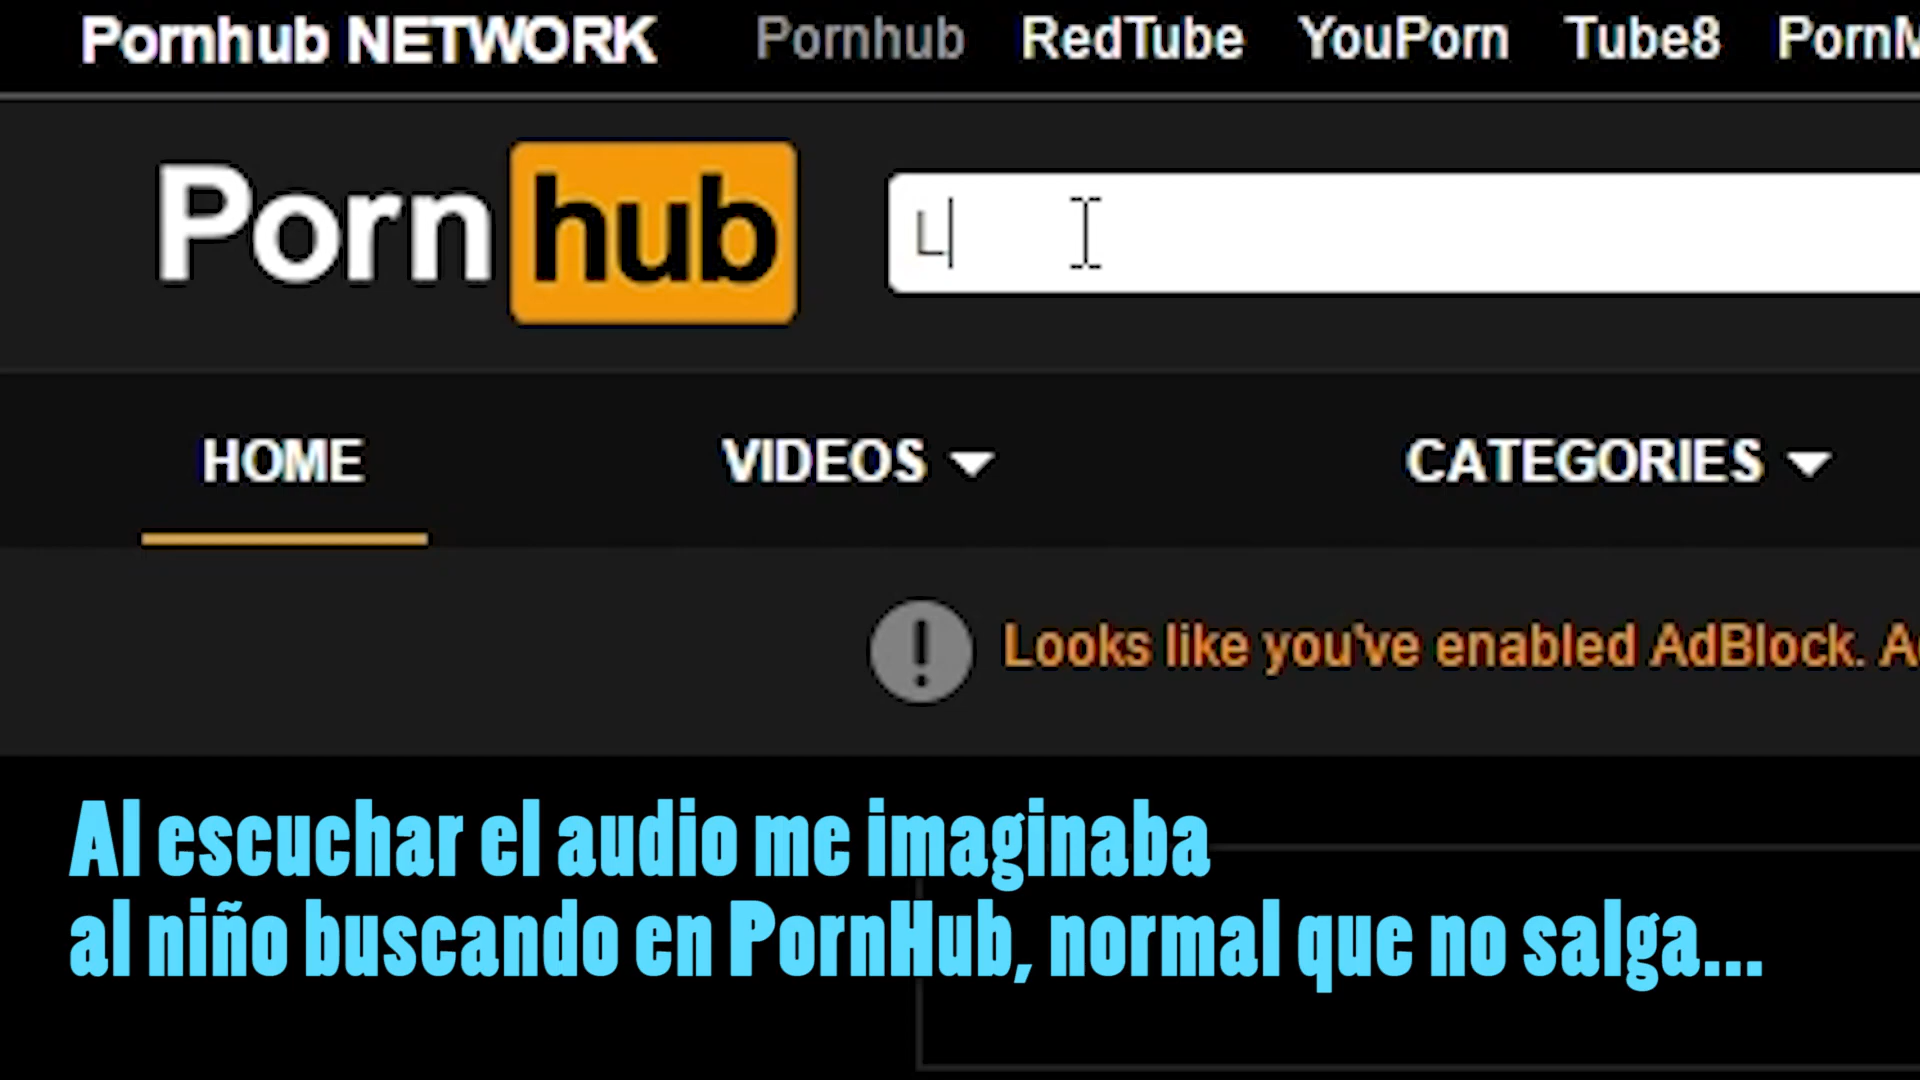 Pornhub NETWORK Pornhub RedTube YouPorn Tube8 PornM
Porn hub L
HOME VIDEOS CATEGORIES
! Looks like you've enabled AdBlock.
Al escuchar el audio me imaginaba
al niño buscando en PornHub, normal que no salga...